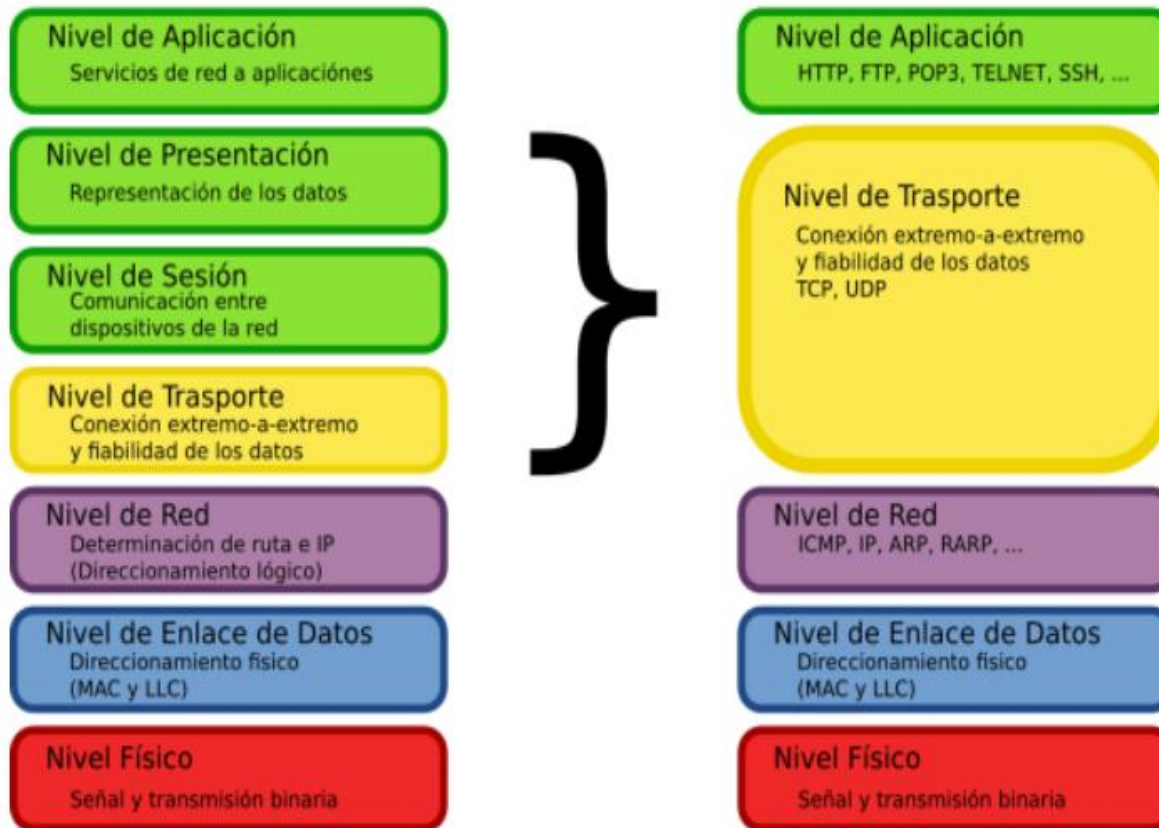 Nivel de Aplicación
Servicios de red a aplicaciónes
Nivel de Presentación
Representación de los datos
Nivel de Sesión
Comunicación entre
dispositivos de la red
Nivel de Trasporte
Conexión extremo-a-extremo
y fiabilidad de los datos
Nivel de Red
Determinación de ruta e IP
(Direccionamiento lógico)
Nivel de Enlace de Datos
Direccionamiento fisico
(MAC y LLC)
Nivel Físico
Señal y transmisión binaria
}
Nivel de Aplicación
HTTP, FTP, POP3, TELNET, SSH, ...
Nivel de Trasporte
Conexión extremo-a-extremo
y fiabilidad de los datos
TCP, UDP
Nivel de Red
ICMP, IP, ARP, RARP, ...
Nivel de Enlace de Datos
Direccionamiento fisico
(MAC y LLC)
Nivel Físico
Señal y transmisión binaria